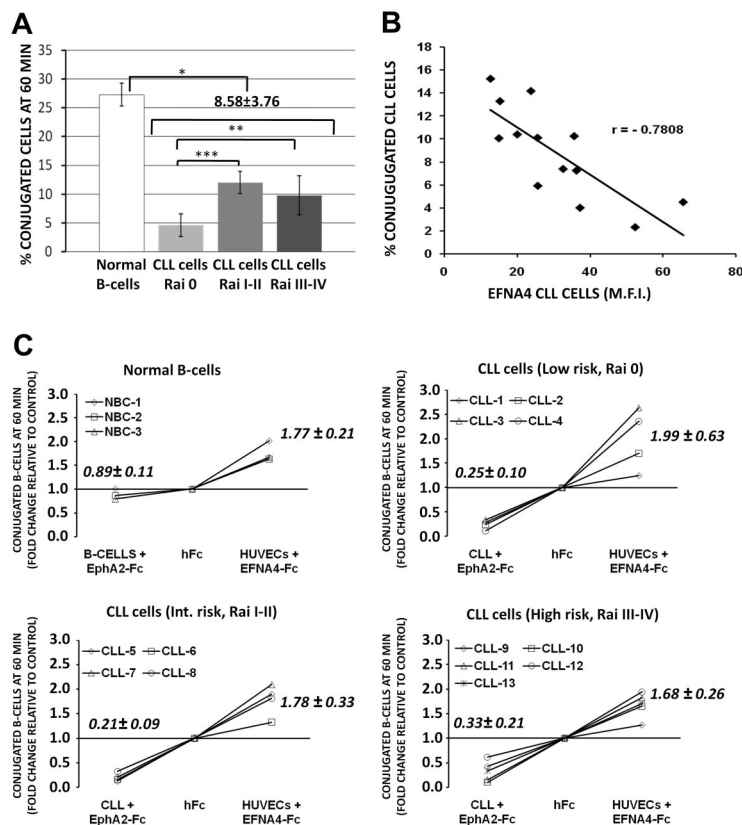 A
% CONJUGATED CELLS AT 60 MIN
35
30
25
20
15
10
5
0
*
8.58±3.76
**
***
Normal B-cells
CLL cells Rai 0
CLL cells Rai I-II
CLL cells Rai III-IV
B
% CONJUGUGATED CLL CELLS
18
16
14
12
10
8
6
4
2
0
r = - 0.7808
0
20
40
60
80
EFNA4 CLL CELLS (M.F.I.)
C
Normal B-cells
CONJUGATED B-CELLS AT 60 MIN
(FOLD CHANGE RELATIVE TO CONTROL)
3.0
2.5
2.0
1.5
1.0
0.5
0.0
NBC-1
NBC-2
NBC-3
0.89± 0.11
1.77 ± 0.21
B-CELLS + EphA2-Fc
hFc
HUVECs + EFNA4-Fc
CLL cells (Low risk, Rai 0)
CONJUGATED B-CELLS AT 60 MIN
(FOLD CHANGE RELATIVE TO CONTROL)
3.0
2.5
2.0
1.5
1.0
0.5
0.0
CLL-1
CLL-2
CLL-3
CLL-4
0.25± 0.10
1.99 ± 0.63
CLL + EphA2-Fc
hFc
HUVECs + EFNA4-Fc
CLL cells (Int. risk, Rai I-II)
CONJUGATED B-CELLS AT 60 MIN
(FOLD CHANGE RELATIVE TO CONTROL)
3.0
2.5
2.0
1.5
1.0
0.5
0.0
CLL-5
CLL-6
CLL-7
CLL-8
0.21± 0.09
1.78 ± 0.33
CLL + EphA2-Fc
hFc
HUVECs + EFNA4-Fc
CLL cells (High risk, Rai III-IV)
CONJUGATED B-CELLS AT 60 MIN
(FOLD CHANGE RELATIVE TO CONTROL)
3.0
2.5
2.0
1.5
1.0
0.5
0.0
CLL-9
CLL-10
CLL-11
CLL-12
CLL-13
0.33± 0.21
1.68 ± 0.26
CLL + EphA2-Fc
hFc
HUVECs + EFNA4-Fc